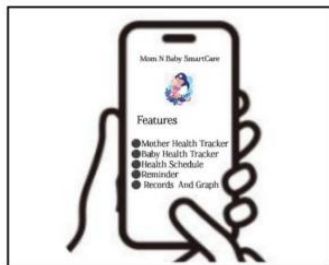 Mom N Baby SmartCare
Features
●Mother Health Tracker
●Baby Health Tracker
●Health Schedule
●Reminder
● Records And Graph